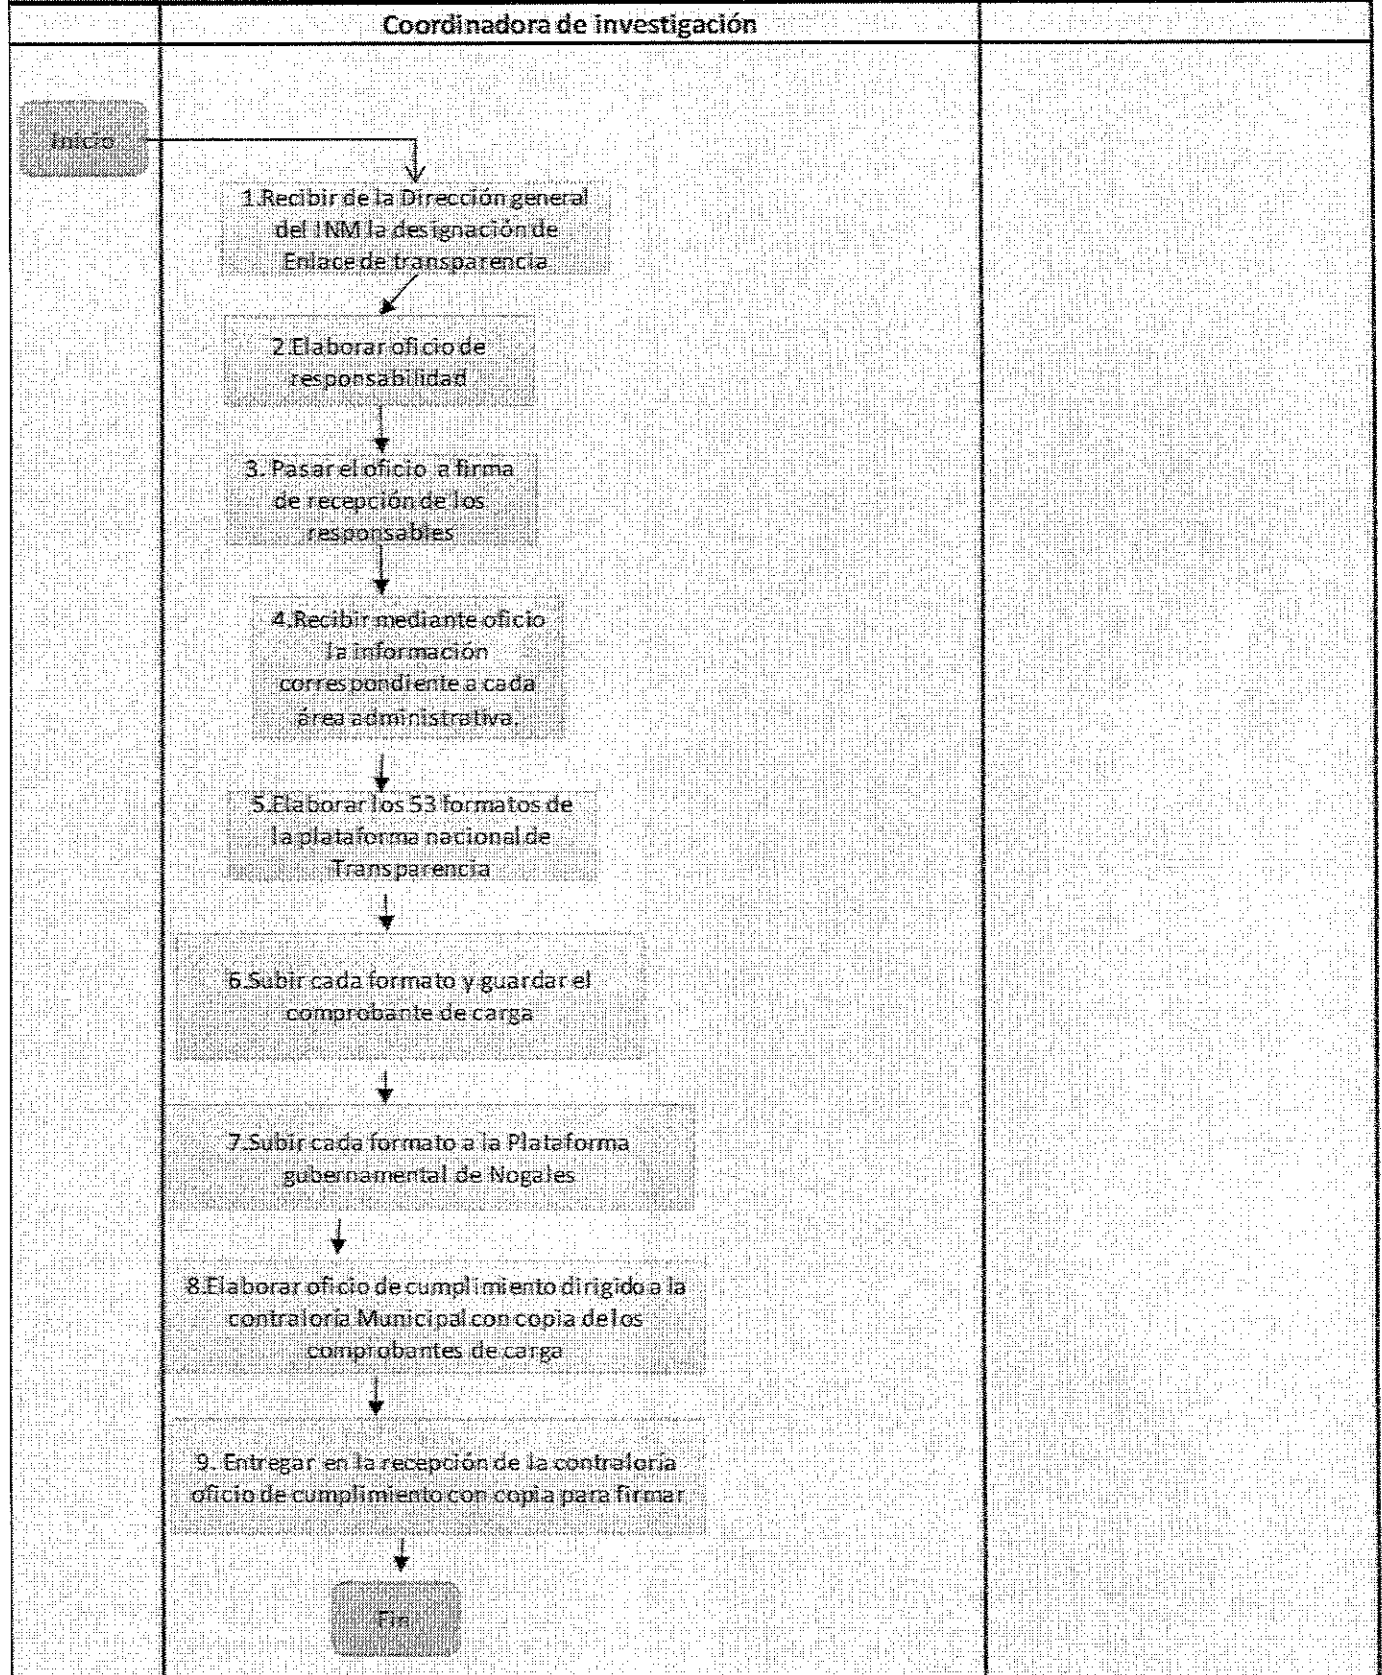 Coordinadora de investigación
Inicio
1.Recibir de la Dirección general
del INM la designación de
Enlace de transparencia
2.Elaborar oficio de
responsabilidad
3. Pasar el oficio a firma
de recepción de los
responsables
4.Recibir mediante oficio
la información
correspondiente a cada
área administrativa.
5.Elaborar los 53 formatos de
la plataforma nacional de
Transparencia
6.Subir cada formato y guardar el
comprobante de carga
7.Subir cada formato a la Plataforma
gubernamental de Nogales
8.Elaborar oficio de cumplimiento dirigido a la
contraloría Municipal con copia de los
comprobantes de carga
9. Entregar en la recepción de la contraloría
oficio de cumplimiento con copia para firmar
Fin